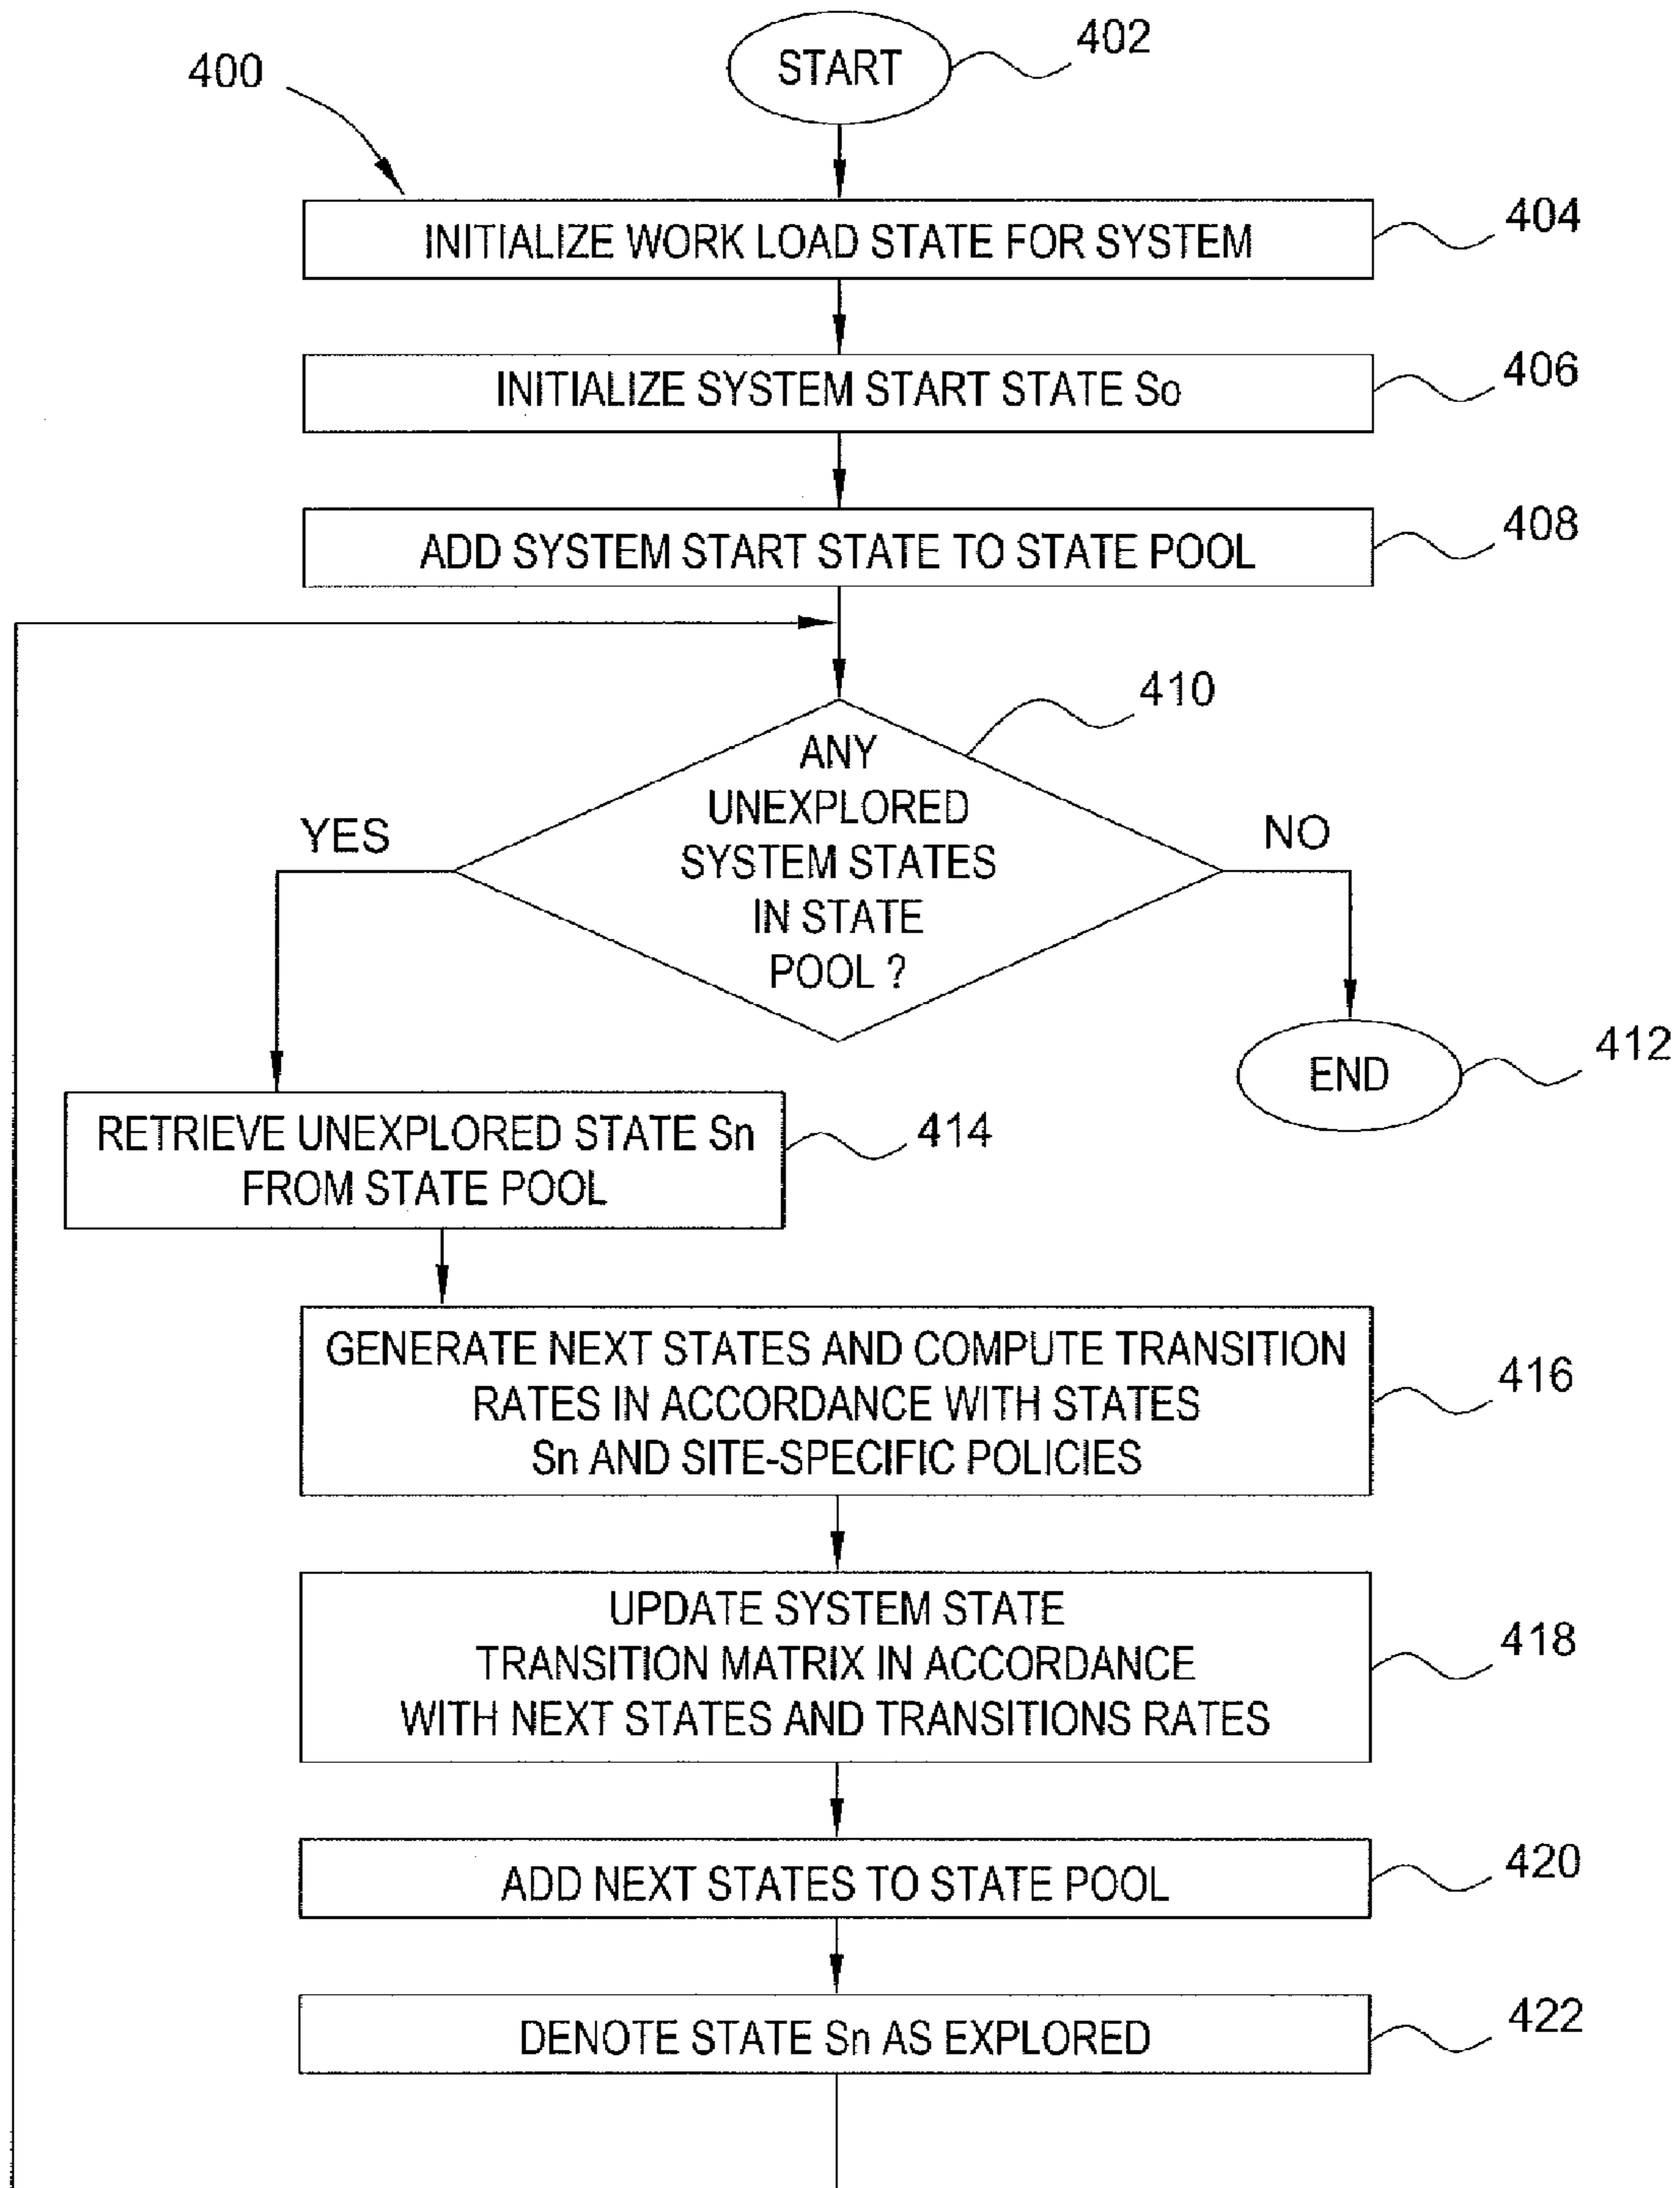 START
402
400
INITIALIZE WORK LOAD STATE FOR SYSTEM
404
INITIALIZE SYSTEM START STATE So
406
ADD SYSTEM START STATE TO STATE POOL
408
410
ANY
UNEXPLORED
SYSTEM STATES
IN STATE
POOL ?
YES
NO
END
412
RETRIEVE UNEXPLORED STATE Sn
FROM STATE POOL
414
GENERATE NEXT STATES AND COMPUTE TRANSITION
RATES IN ACCORDANCE WITH STATES
Sn AND SITE-SPECIFIC POLICIES
416
UPDATE SYSTEM STATE
TRANSITION MATRIX IN ACCORDANCE
WITH NEXT STATES AND TRANSITIONS RATES
418
ADD NEXT STATES TO STATE POOL
420
DENOTE STATE Sn AS EXPLORED
422